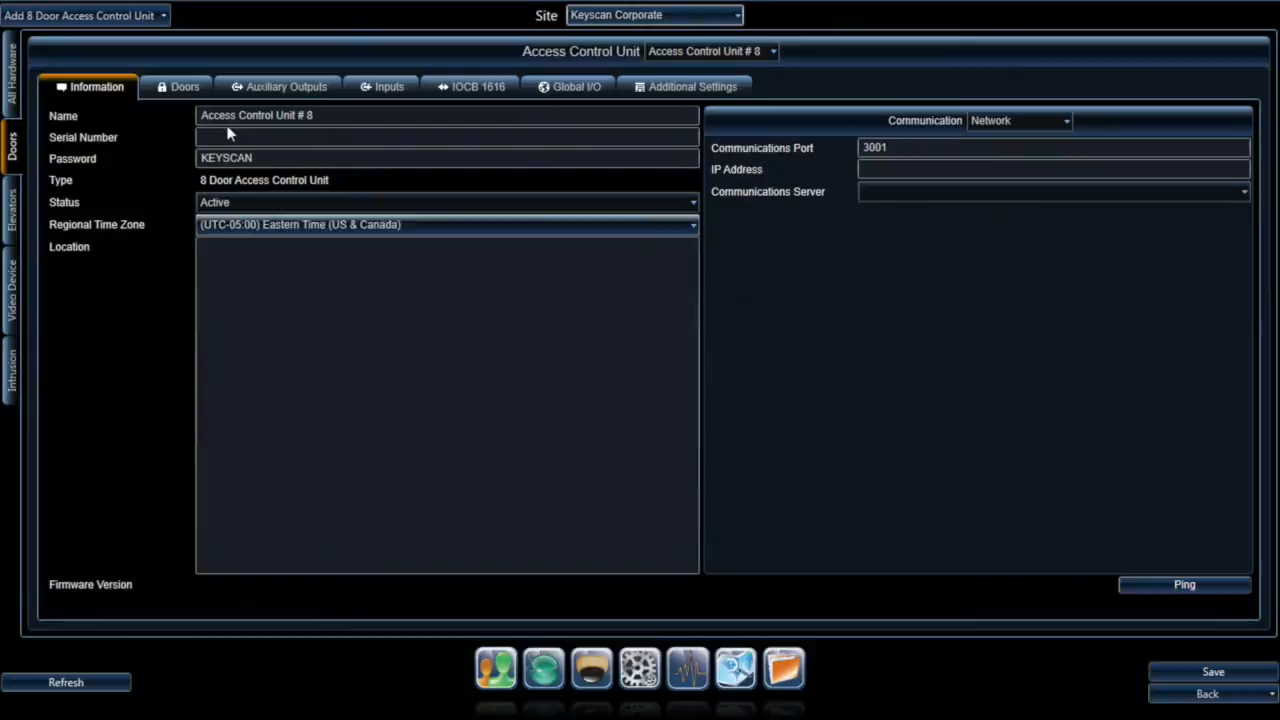 Add 8 Door Access Control Unit
Site Keyscan Corporate
Access Control Unit Access Control Unit # 8
All Hardware
Doors
Elevators
Video Device
Intrusion
Information Doors Auxiliary Outputs Inputs IOCB 1616 Global I/O Additional Settings
Name Access Control Unit # 8
Serial Number
Password KEYSCAN
Type 8 Door Access Control Unit
Status Active
Regional Time Zone (UTC-05:00) Eastern Time (US & Canada)
Location
Firmware Version
Communication Network
Communications Port 3001
IP Address
Communications Server
Ping
Refresh
Save
Back